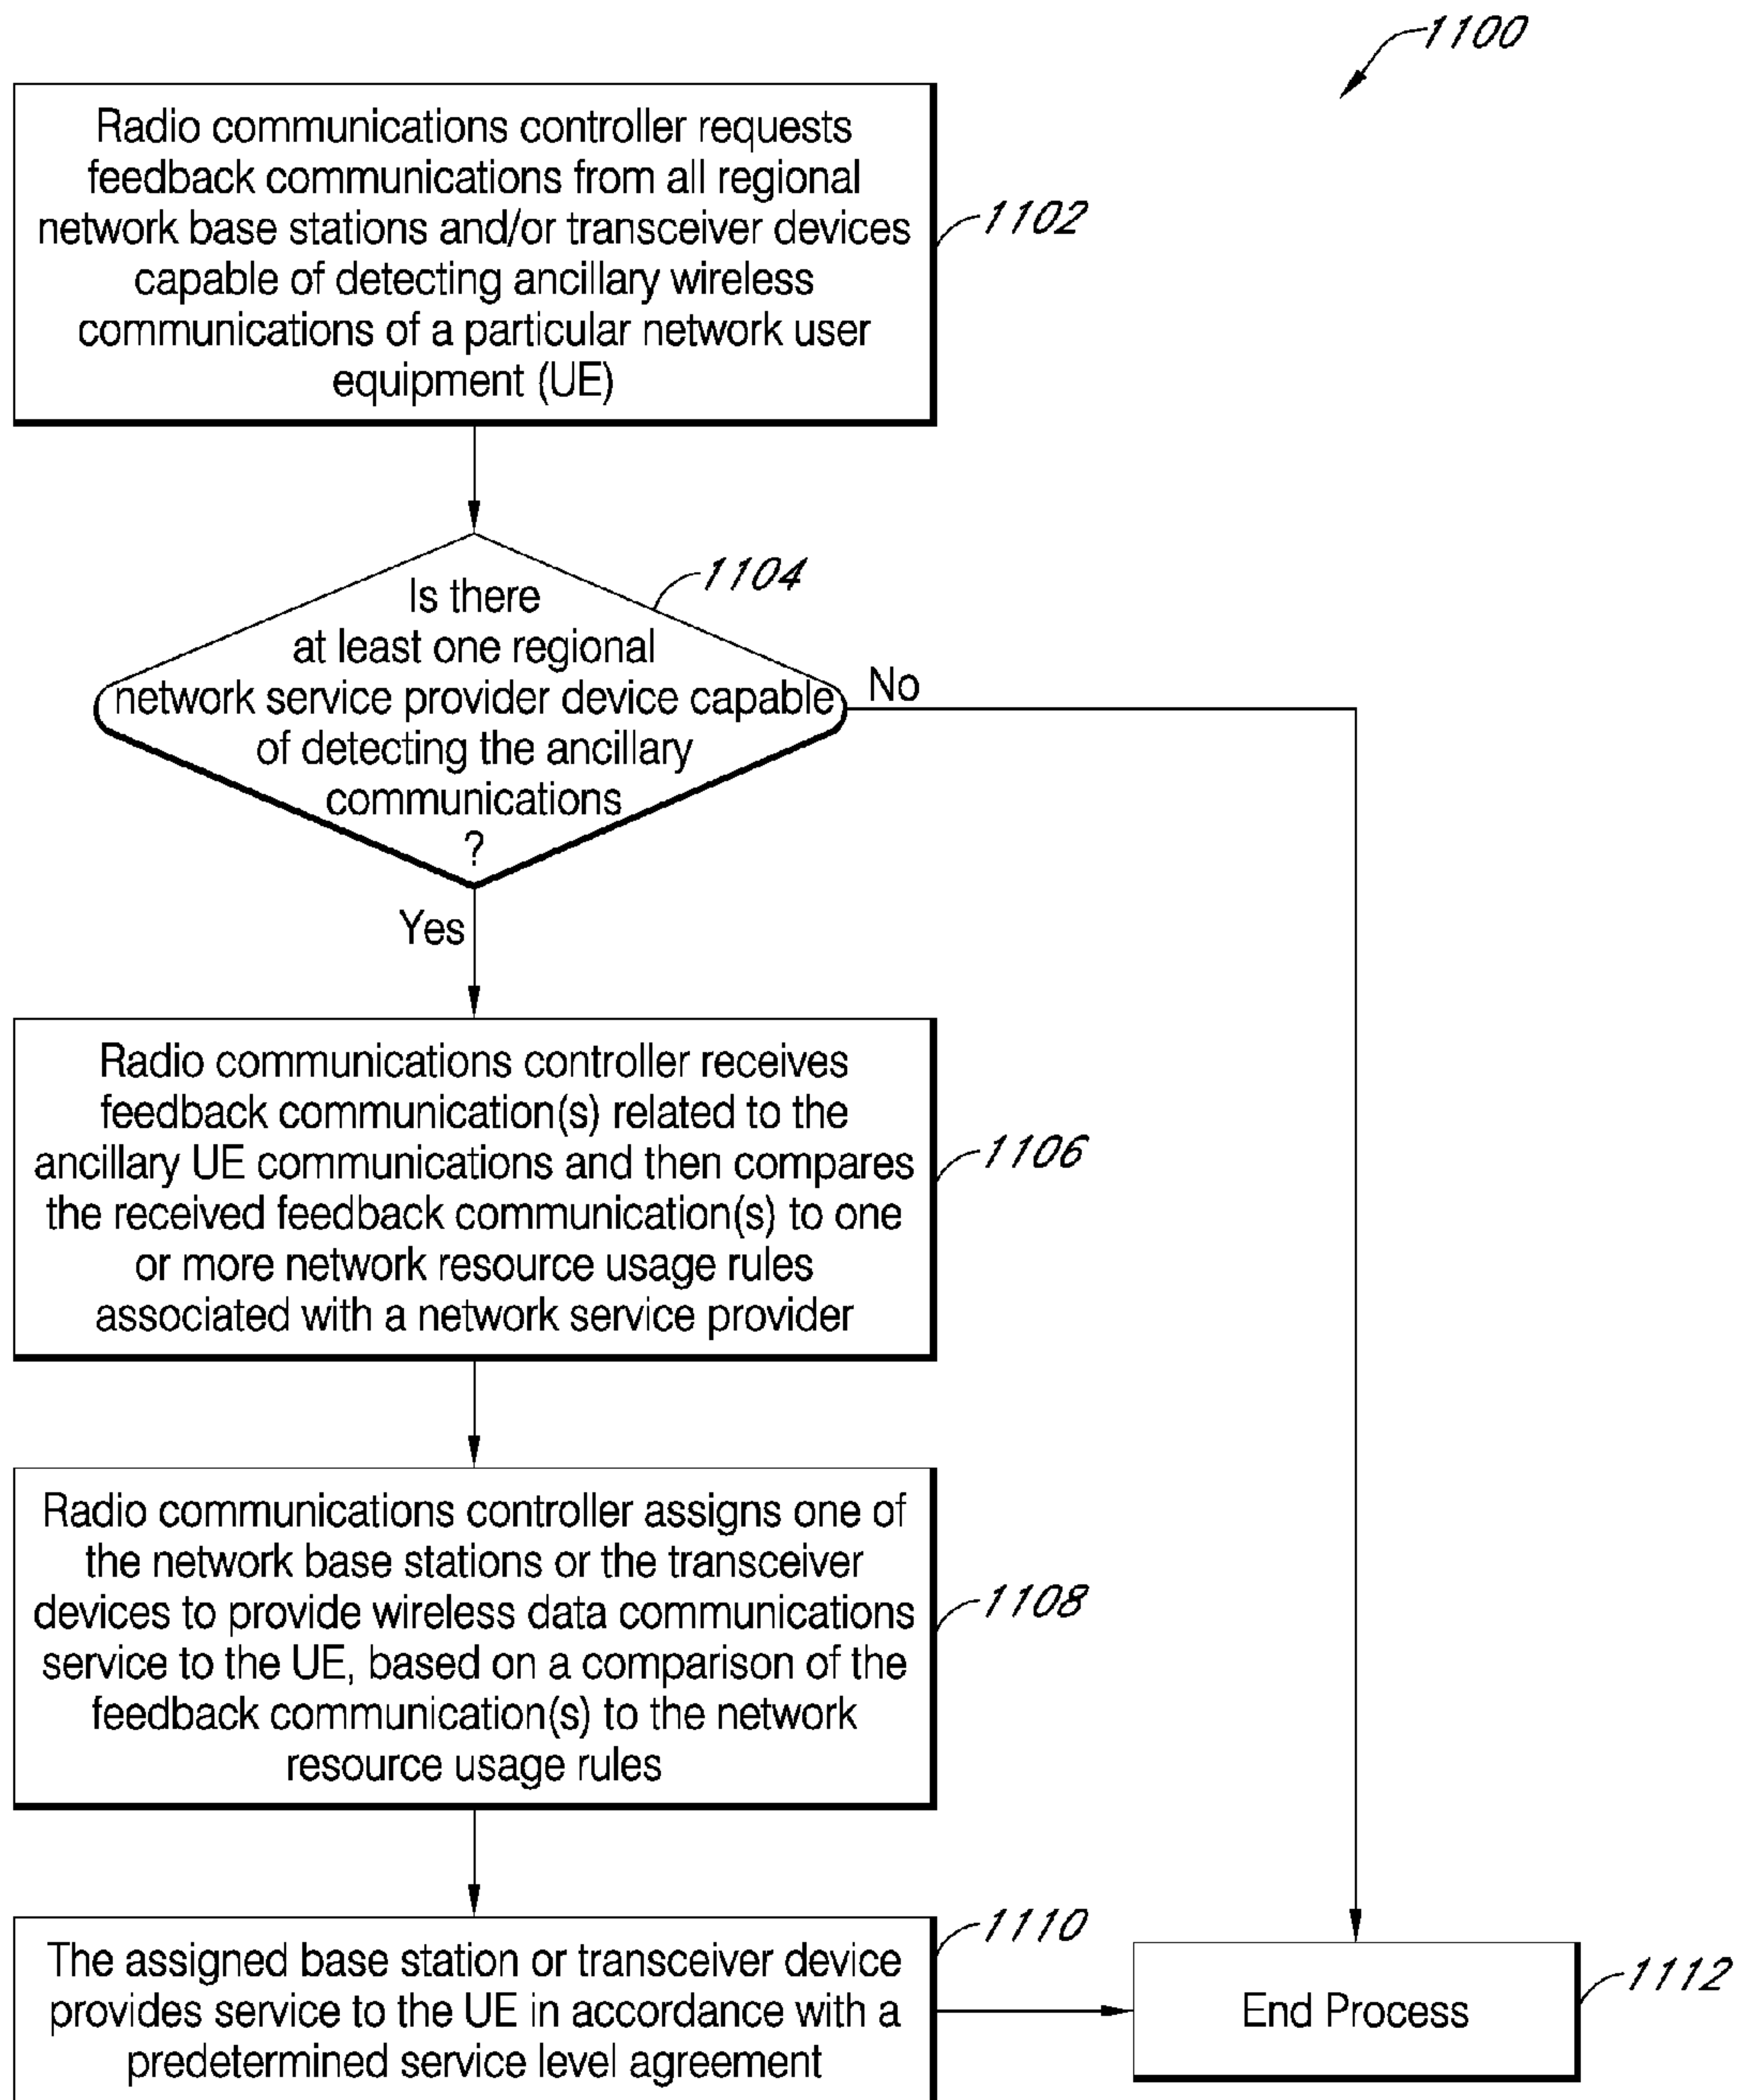 1100
Radio communications controller requests
feedback communications from all regional
network base stations and/or transceiver devices
capable of detecting ancillary wireless
communications of a particular network user
equipment (UE)
1102
Is there
at least one regional
network service provider device capable
of detecting the ancillary
communications
?
1104
No
Yes
Radio communications controller receives
feedback communication(s) related to the
ancillary UE communications and then compares
the received feedback communication(s) to one
or more network resource usage rules
associated with a network service provider
1106
Radio communications controller assigns one of
the network base stations or the transceiver
devices to provide wireless data communications
service to the UE, based on a comparison of the
feedback communication(s) to the network
resource usage rules
1108
The assigned base station or transceiver device
provides service to the UE in accordance with a
predetermined service level agreement
1110
End Process
1112